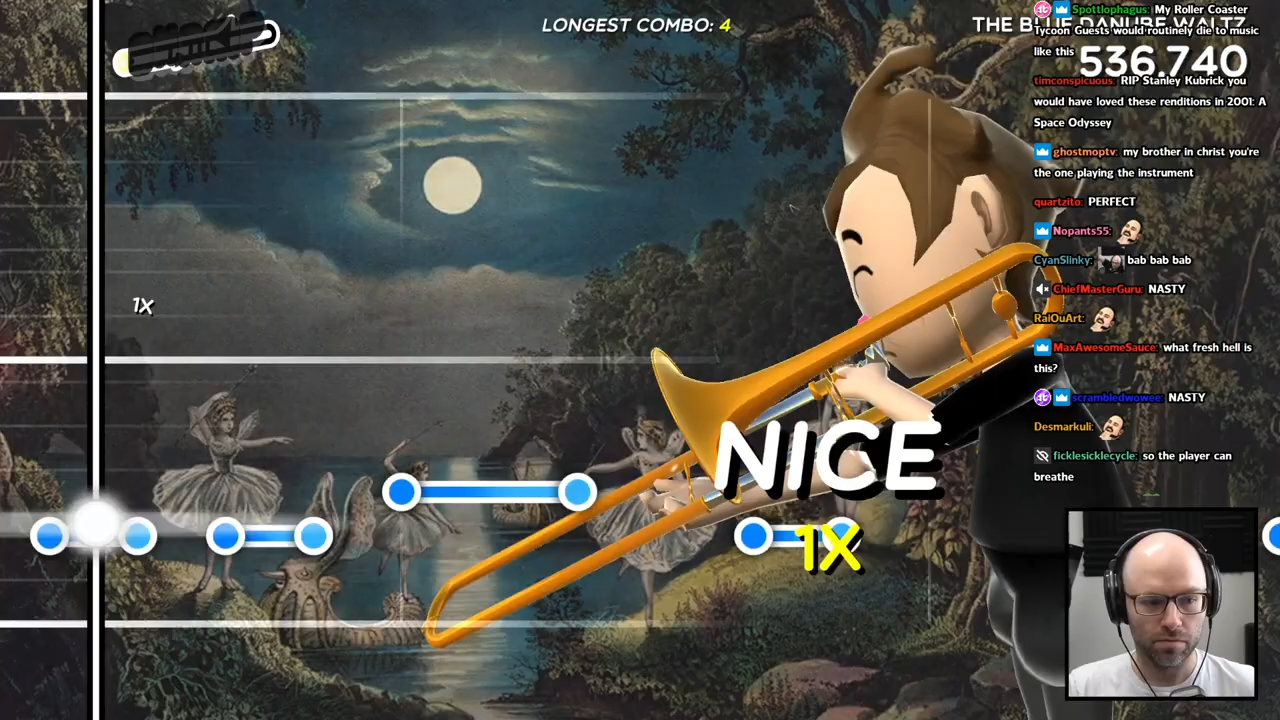 LONGEST COMBO: 4
THE BLUE DANUBE WALTZ
536,740
1X
NICE
1X
Spottlophagus: My Roller Coaster
Tycoon Guests would routinely die to music
like this
timconspicuous: RIP Stanley Kubrick you
would have loved these renditions in 2001: A
Space Odyssey
ghostmoptv: my brother in christ you're
the one playing the instrument
quartzito: PERFECT
Nopants55:
CyanSlinky: bab bab bab
ChiefMasterGuru: NASTY
RaiOuArt:
MaxAwesomeSauce: what fresh hell is
this?
scrambledwowee: NASTY
Desmarkuli:
ficklesicklecycle: so the player can
breathe